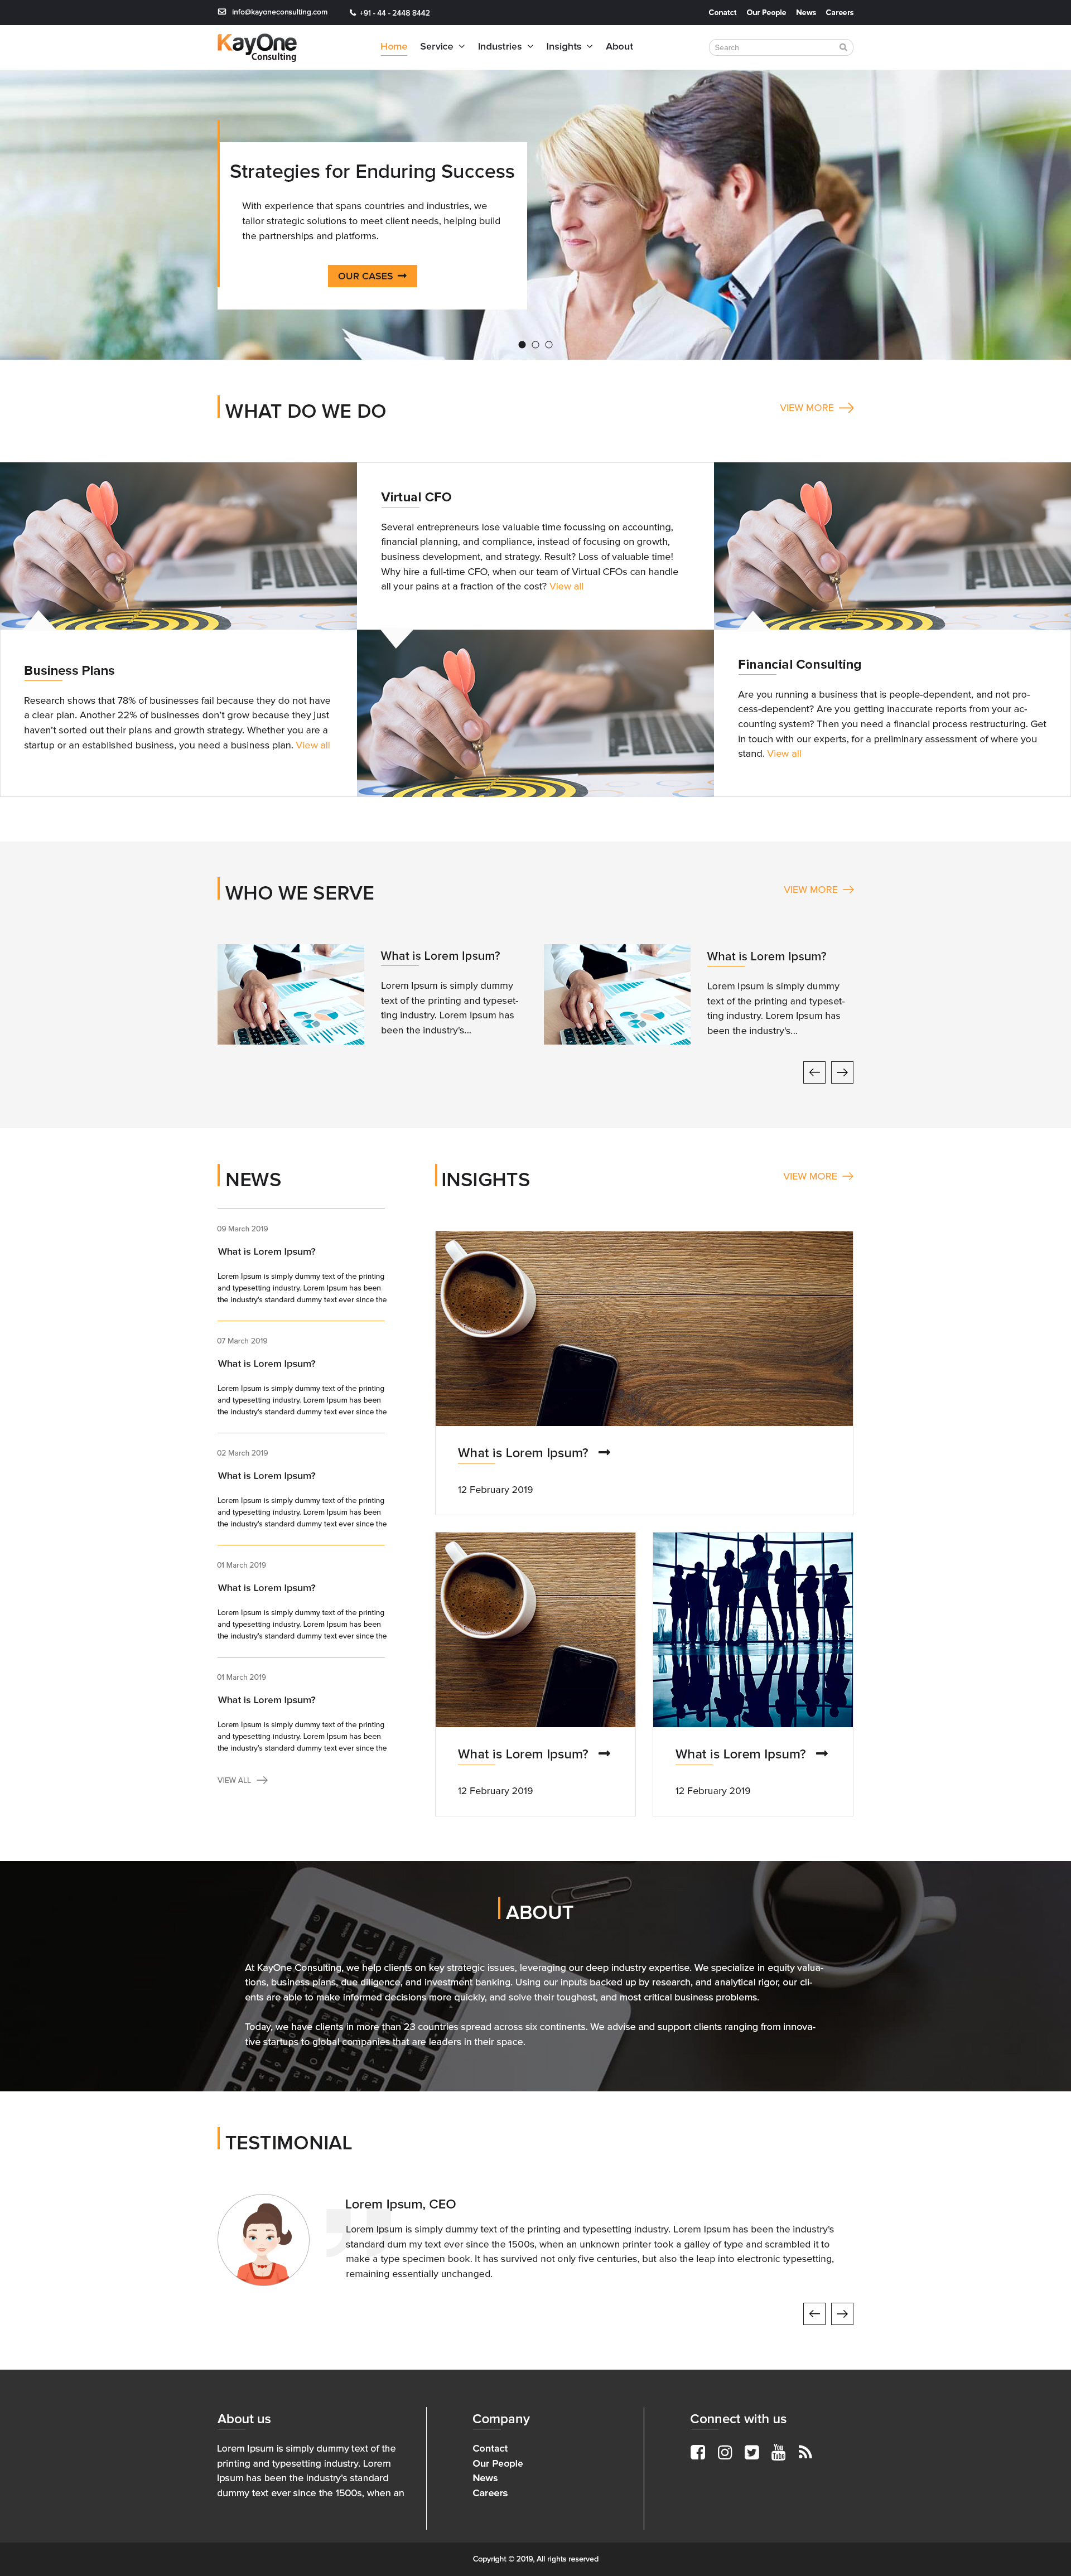 info@kayoneconsulting.com +91 - 44 - 2448 8442 Conatct Our People News Careers
KayOne
Consulting
Home Service Industries Insights About Search
Strategies for Enduring Success
With experience that spans countries and industries, we
tailor strategic solutions to meet client needs, helping build
the partnerships and platforms.
OUR CASES
WHAT DO WE DO
VIEW MORE
Virtual CFO
Several entrepreneurs lose valuable time focussing on accounting,
financial planning, and compliance, instead of focusing on growth,
business development, and strategy. Result? Loss of valuable time!
Why hire a full-time CFO, when our team of Virtual CFOs can handle
all your pains at a fraction of the cost? View all
Business Plans
Research shows that 78% of businesses fail because they do not have
a clear plan. Another 22% of businesses don't grow because they just
haven't sorted out their plans and growth strategy. Whether you are a
startup or an established business, you need a business plan. View all
Financial Consulting
Are you running a business that is people-dependent, and not pro-
cess-dependent? Are you getting inaccurate reports from your ac-
counting system? Then you need a financial process restructuring. Get
in touch with our experts, for a preliminary assessment of where you
stand. View all
WHO WE SERVE
VIEW MORE
What is Lorem Ipsum?
Lorem Ipsum is simply dummy
text of the printing and typeset-
ting industry. Lorem Ipsum has
been the industry's...
What is Lorem Ipsum?
Lorem Ipsum is simply dummy
text of the printing and typeset-
ting industry. Lorem Ipsum has
been the industry's...
NEWS
09 March 2019
What is Lorem Ipsum?
Lorem Ipsum is simply dummy text of the printing
and typesetting industry. Lorem Ipsum has been
the industry's standard dummy text ever since the
07 March 2019
What is Lorem Ipsum?
Lorem Ipsum is simply dummy text of the printing
and typesetting industry. Lorem Ipsum has been
the industry's standard dummy text ever since the
02 March 2019
What is Lorem Ipsum?
Lorem Ipsum is simply dummy text of the printing
and typesetting industry. Lorem Ipsum has been
the industry's standard dummy text ever since the
01 March 2019
What is Lorem Ipsum?
Lorem Ipsum is simply dummy text of the printing
and typesetting industry. Lorem Ipsum has been
the industry's standard dummy text ever since the
01 March 2019
What is Lorem Ipsum?
Lorem Ipsum is simply dummy text of the printing
and typesetting industry. Lorem Ipsum has been
the industry's standard dummy text ever since the
VIEW ALL
INSIGHTS
VIEW MORE
What is Lorem Ipsum?
12 February 2019
What is Lorem Ipsum?
12 February 2019
What is Lorem Ipsum?
12 February 2019
ABOUT
At KayOne Consulting, we help clients on key strategic issues, leveraging our deep industry expertise. We specialize in equity valua-
tions, business plans, due diligence, and investment banking. Using our inputs backed up by research, and analytical rigor, our cli-
ents are able to make informed decisions more quickly, and solve their toughest, and most critical business problems.
Today, we have clients in more than 23 countries spread across six continents. We advise and support clients ranging from innova-
tive startups to global companies that are leaders in their space.
TESTIMONIAL
Lorem Ipsum, CEO
Lorem Ipsum is simply dummy text of the printing and typesetting industry. Lorem Ipsum has been the industry's
standard dum my text ever since the 1500s, when an unknown printer took a galley of type and scrambled it to
make a type specimen book. It has survived not only five centuries, but also the leap into electronic typesetting,
remaining essentially unchanged.
About us
Lorem Ipsum is simply dummy text of the
printing and typesetting industry. Lorem
Ipsum has been the industry's standard
dummy text ever since the 1500s, when an
Company
Contact
Our People
News
Careers
Connect with us
You
Tube
Copyright © 2019, All rights reserved